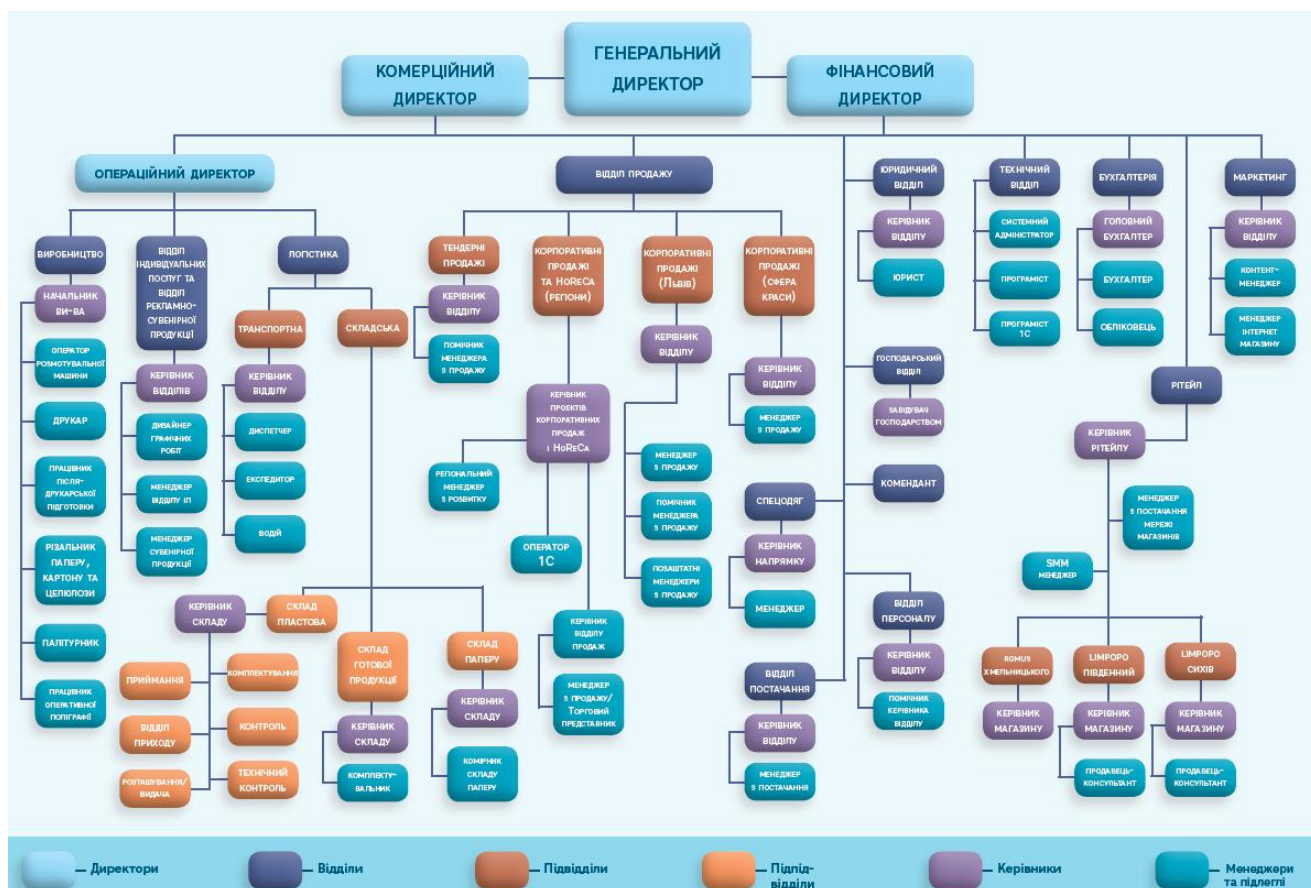 ГЕНЕРАЛЬНИЙ
ДИРЕКТОР
КОМЕРЦІЙНИЙ
ДИРЕКТОР
ФІНАНСОВИЙ
ДИРЕКТОР
ОПЕРАЦІЙНИЙ ДИРЕКТОР
ВИРОБНИЦТВО
НАЧАЛЬНИК
ВИ-ВА
ОПЕРАТОР
РОЗМОТУВАЛЬНОЇ
МАШИНИ
ДРУКАР
ПРАЦІВНИК
ПІСЛЯ-
ДРУКАРСЬКОЇ
ПІДГОТОВКИ
РІЗАЛЬНИК
ПАПЕРУ,
КАРТОНУ ТА
ЦЕЛЮЛОЗИ
ПАЛІТУРНИК
ПРАЦІВНИК
ОПЕРАТИВНОЇ
ПОЛІГРАФІЇ
ВІДДІЛ
ІНДИВІДУАЛЬНИХ
ПОСЛУГ ТА
ВІДДІЛ
РЕКЛАМНО-
СУВЕНІРНОЇ
ПРОДУКЦІЇ
КЕРІВНИК
ВІДДІЛІВ
ДИЗАЙНЕР
ГРАФІЧНИХ
РОБІТ
МЕНЕДЖЕР
ВІДДІЛУ ІП
МЕНЕДЖЕР
СУВЕНІРНОЇ
ПРОДУКЦІЇ
ЛОГІСТИКА
ТРАНСПОРТНА
КЕРІВНИК
ВІДДІЛУ
ДИСПЕТЧЕР
ЕКСПЕДИТОР
ВОДІЙ
СКЛАДСЬКА
КЕРІВНИК
СКЛАДУ
СКЛАД
ПЛАСТОВА
ПРИЙМАННЯ
КОМПЛЕКТУВАННЯ
ВІДДІЛ
ПРИХОДУ
КОНТРОЛЬ
РОЗТАШУВАННЯ/
ВИДАЧА
ТЕХНІЧНИЙ
КОНТРОЛЬ
СКЛАД
ГОТОВОЇ
ПРОДУКЦІЇ
КЕРІВНИК
СКЛАДУ
КОМПЛЕКТУ-
ВАЛЬНИК
СКЛАД
ПАПЕРУ
КЕРІВНИК
СКЛАДУ
КОМІРНИК
СКЛАДУ
ПАПЕРУ
ВІДДІЛ ПРОДАЖУ
ТЕНДЕРНІ
ПРОДАЖІ
КЕРІВНИК
ВІДДІЛУ
ПОМІЧНИК
МЕНЕДЖЕРА
З ПРОДАЖУ
КОРПОРАТИВНІ
ПРОДАЖІ
ТА HoReCa
(РЕГІОНИ)
КЕРІВНИК
ПРОЕКТІВ
КОРПОРАТИВНИХ
ПРОДАЖ
І HoReCa
РЕГІОНАЛЬНИЙ
МЕНЕДЖЕР
З РОЗВИТКУ
ОПЕРАТОР
1С
КЕРІВНИК
ВІДДІЛУ
ПРОДАЖ
МЕНЕДЖЕР
З ПРОДАЖУ/
ТОРГОВИЙ
ПРЕДСТАВНИК
КОРПОРАТИВНІ
ПРОДАЖІ
(ЛЬВІВ)
КЕРІВНИК
ВІДДІЛУ
МЕНЕДЖЕР
З ПРОДАЖУ
ПОМІЧНИК
МЕНЕДЖЕРА
З ПРОДАЖУ
ПОЗАШТАТНІ
МЕНЕДЖЕРИ
З ПРОДАЖУ
КОРПОРАТИВНІ
ПРОДАЖІ
(СФЕРА
КРАСИ)
КЕРІВНИК
ВІДДІЛУ
МЕНЕДЖЕР
З ПРОДАЖУ
СПЕЦОДЯГ
КЕРІВНИК
НАПРЯМКУ
МЕНЕДЖЕР
ВІДДІЛ
ПОСТАЧАННЯ
КЕРІВНИК
ВІДДІЛУ
МЕНЕДЖЕР
З ПОСТАЧАННЯ
ЮРИДИЧНИЙ
ВІДДІЛ
КЕРІВНИК
ВІДДІЛУ
ЮРИСТ
ГОСПОДАРСЬКИЙ
ВІДДІЛ
ЗАВІДУВАЧ
ГОСПОДАРСТВОМ
КОМЕНДАНТ
ВІДДІЛ
ПЕРСОНАЛУ
КЕРІВНИК
ВІДДІЛУ
ПОМІЧНИК
КЕРІВНИКА
ВІДДІЛУ
ТЕХНІЧНИЙ
ВІДДІЛ
СИСТЕМНИЙ
АДМІНІСТРАТОР
ПРОГРАМІСТ
ПРОГРАМІСТ
1С
БУХГАЛТЕРІЯ
ГОЛОВНИЙ
БУХГАЛТЕР
БУХГАЛТЕР
ОБЛІКОВЕЦЬ
МАРКЕТИНГ
КЕРІВНИК
ВІДДІЛУ
КОНТЕНТ-
МЕНЕДЖЕР
МЕНЕДЖЕР
ІНТЕРНЕТ
МАГАЗИНУ
РІТЕЙЛ
КЕРІВНИК
РІТЕЙЛУ
МЕНЕДЖЕР
З ПОСТАЧАННЯ
МЕРЕЖІ
МАГАЗИНІВ
SMM
МЕНЕДЖЕР
ROMUS
ХМЕЛЬНИЦЬКОГО
КЕРІВНИК
МАГАЗИНУ
LIMPOPO
ПІВДЕННИЙ
КЕРІВНИК
МАГАЗИНУ
ПРОДАВЕЦЬ-
КОНСУЛЬТАНТ
LIMPOPO
СИХІВ
КЕРІВНИК
МАГАЗИНУ
ПРОДАВЕЦЬ-
КОНСУЛЬТАНТ
– Директори
– Відділи
– Підвідділи
– Підпід-
відділи
– Керівники
– Менеджери
та підлеглі